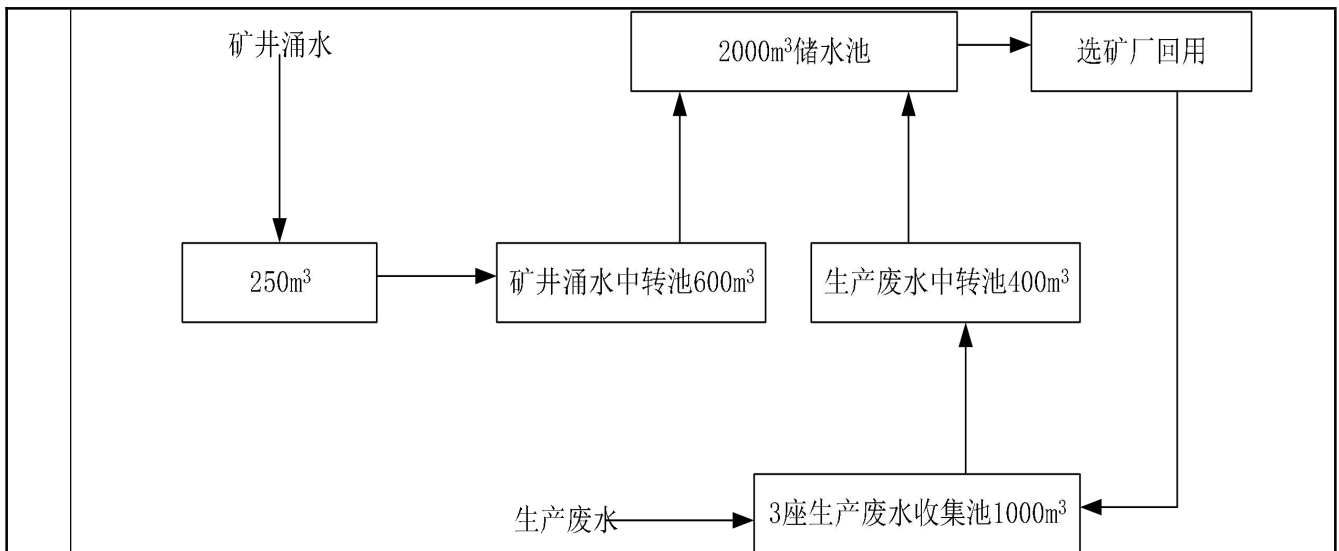 矿井涌水
2000m³储水池
选矿厂回用
250m³
矿井涌水中转池600m³
生产废水中转池400m³
生产废水
3座生产废水收集池1000m³